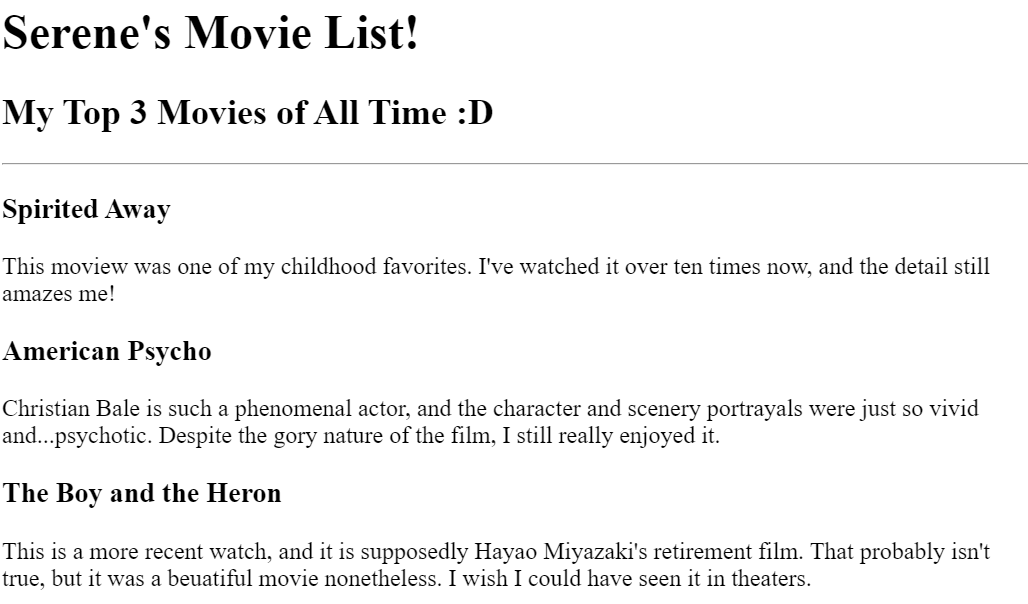 Serene's Movie List!
My Top 3 Movies of All Time :D
Spirited Away
This moview was one of my childhood favorites. I've watched it over ten times now, and the detail still
amazes me!
American Psycho
Christian Bale is such a phenomenal actor, and the character and scenery portrayals were just so vivid
and...psychotic. Despite the gory nature of the film, I still really enjoyed it.
The Boy and the Heron
This is a more recent watch, and it is supposedly Hayao Miyazaki's retirement film. That probably isn't
true, but it was a beuatiful movie nonetheless. I wish I could have seen it in theaters.